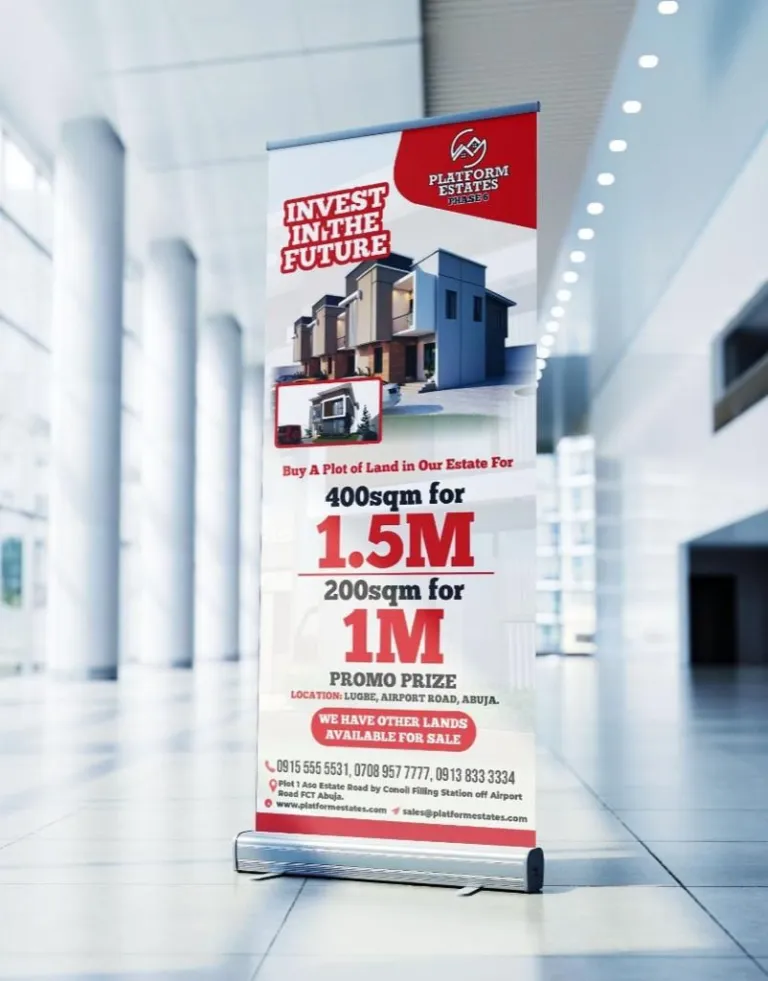 PLATFORM
ESTATES
PHASE 6
INVEST
IN THE
FUTURE
Buy A Plot of Land in Our Estate For
400sqm for
1.5M
200sqm for
1M
PROMO PRIZE
LOCATION: LUGBE, AIRPORT ROAD, ABUJA.
WE HAVE OTHER LANDS
AVAILABLE FOR SALE
0915 555 5531, 0708 957 7777, 0913 833 3334
Plot 1 Aso Estate Road by Conoil Filling Station off Airport
Road FCT Abuja.
www.platformestates.com sales@platformestates.com